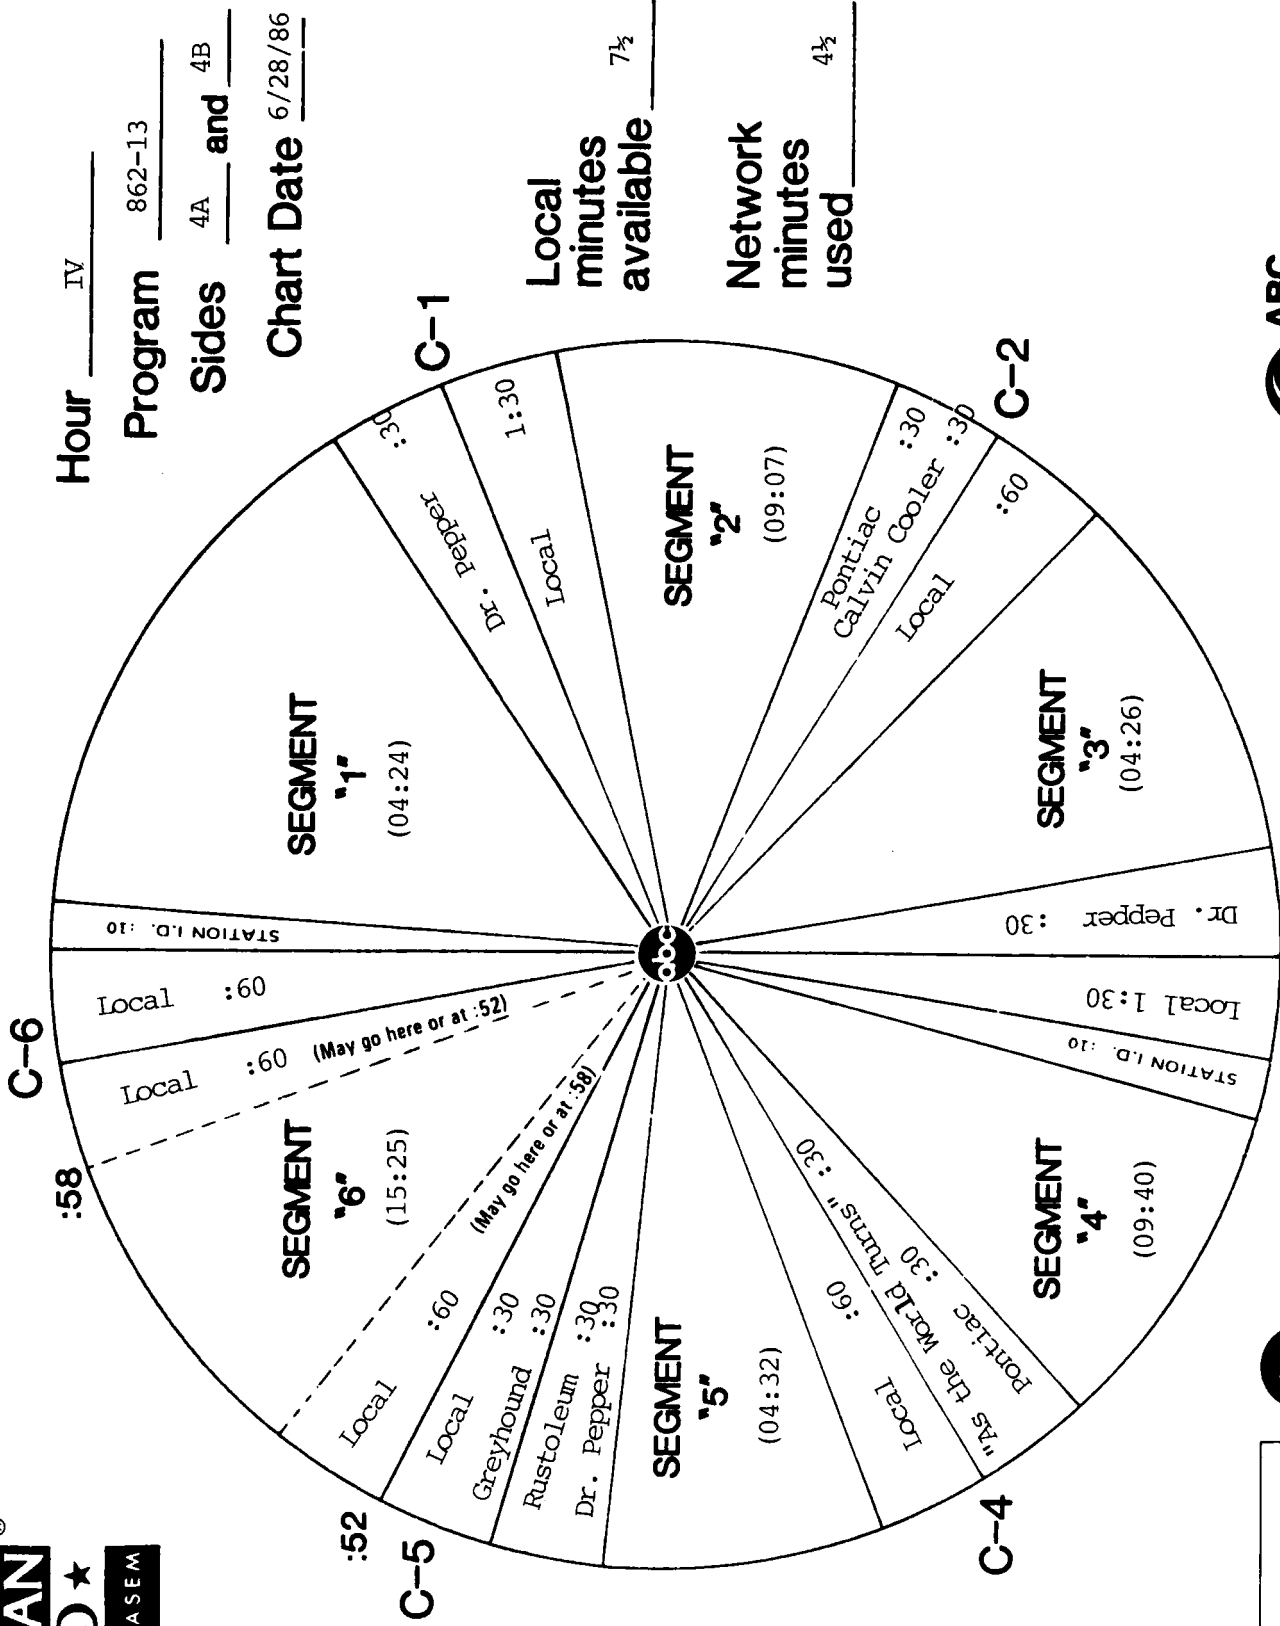 Hour IV
Program 862-13
Sides 4A and 4B
Chart Date 6/28/86
Local
minutes
available 7½
Network
minutes
used 4½
SEGMENT
"1"
(04:24)
Dr. Pepper :30
C-1
Local 1:30
SEGMENT
"2"
(09:07)
Pontiac :30
Calvin Cooler :30
C-2
Local :60
SEGMENT
"3"
(04:26)
Dr. Pepper :30
Local 1:30
STATION I.D. :10
SEGMENT
"4"
(09:40)
Pontiac :30
"As the World Turns" :30
C-4
Local :60
SEGMENT
"5"
(04:32)
Dr. Pepper :30
:30
Rustoleum :30
Greyhound :30
C-5
Local
:52
Local :60
(May go here or at :58)
SEGMENT
"6"
(15:25)
:58
Local :60
(May go here or at :52)
C-6
Local :60
STATION I.D. :10
abc
ABC
AN
ASEM